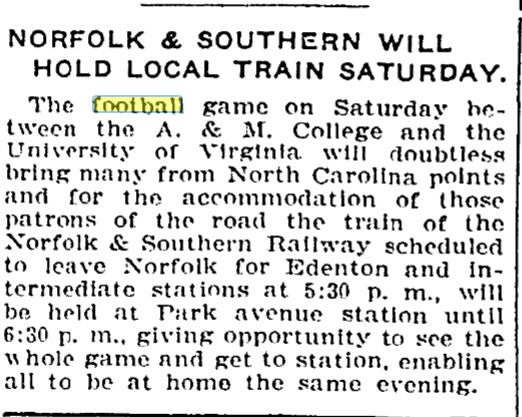 NORFOLK & SOUTHERN WILL
HOLD LOCAL TRAIN SATURDAY.
The football game on Saturday be-
tween the A. & M. College and the
University of Virginia will doubtless
bring many from North Carolina points
and for the accommodation of those
patrons of the road the train of the
Norfolk & Southern Railway scheduled
to leave Norfolk for Edenton and in-
termediate stations at 5:30 p. m., will
be held at Park avenue station until
6:30 p. m., giving opportunity to see the
whole game and get to station, enabling
all to be at home the same evening.